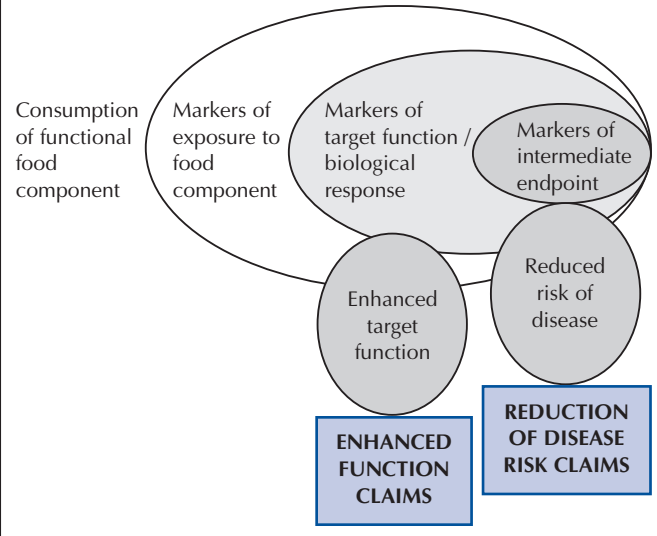 Consumption
of functional
food
component
Markers of
exposure to
food
component
Markers of
target function /
biological
response
Markers of
intermediate
endpoint
Enhanced
target
function
Reduced
risk of
disease
ENHANCED
FUNCTION
CLAIMS
REDUCTION
OF DISEASE
RISK CLAIMS